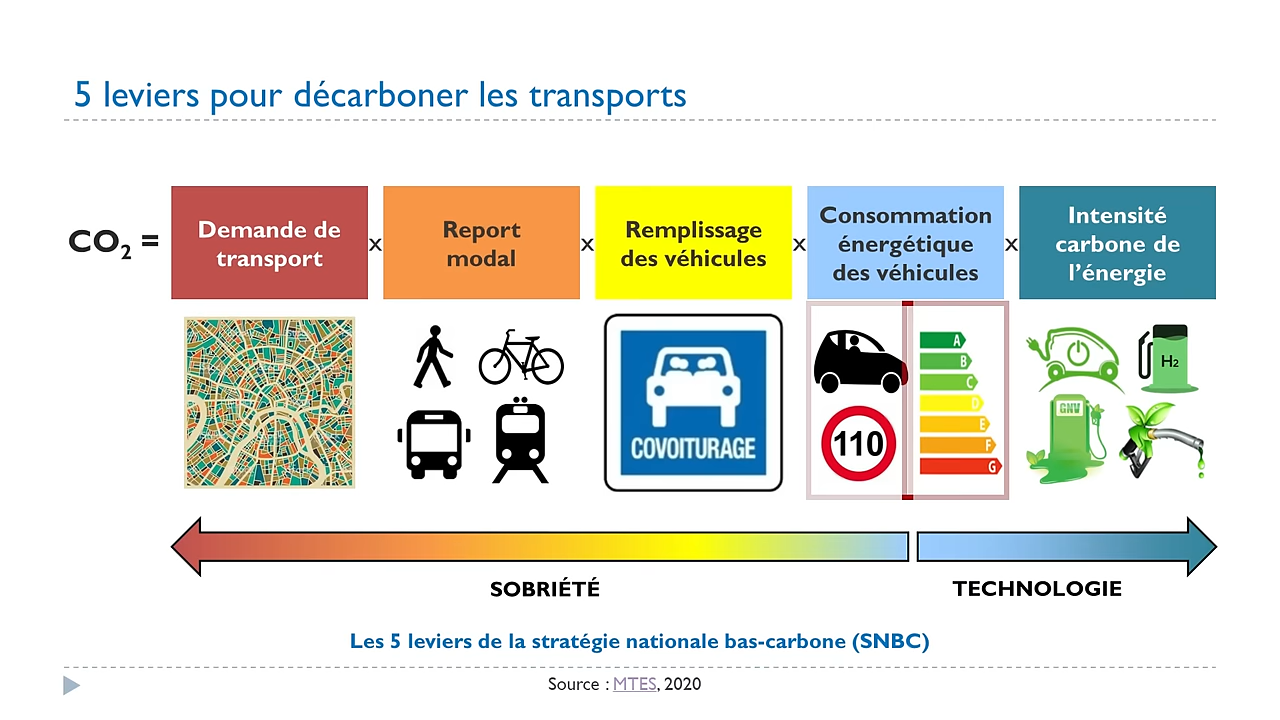 5 leviers pour décarboner les transports
CO₂ =
Demande de
transport
x
Report
modal
x
Remplissage
des véhicules
x
Consommation
énergétique
des véhicules
x
Intensité
carbone de
l'énergie
COVOITURAGE
110
A
B
C
D
E
F
G
H₂
GNV
SOBRIÉTÉ
TECHNOLOGIE
Les 5 leviers de la stratégie nationale bas-carbone (SNBC)
Source : MTES, 2020